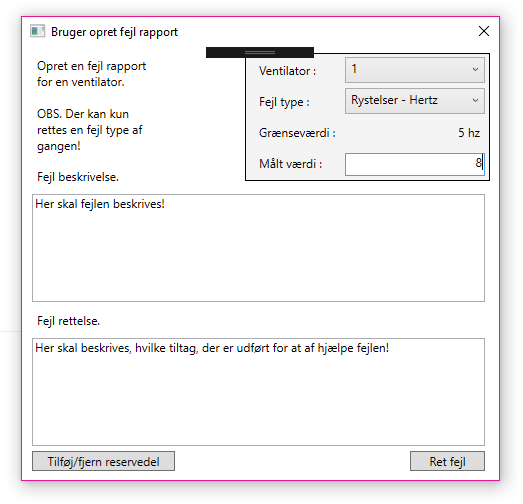 Bruger opret fejl rapport
Opret en fejl rapport
for en ventilator.
OBS. Der kan kun
rettes en fejl type af
gangen!
Ventilator :
1
Fejl type :
Rystelser - Hertz
Grænseværdi :
5 hz
Målt værdi :
8
Fejl beskrivelse.
Her skal fejlen beskrives!
Fejl rettelse.
Her skal beskrives, hvilke tiltag, der er udført for at af hjælpe fejlen!
Tilføj/fjern reservedel
Ret fejl